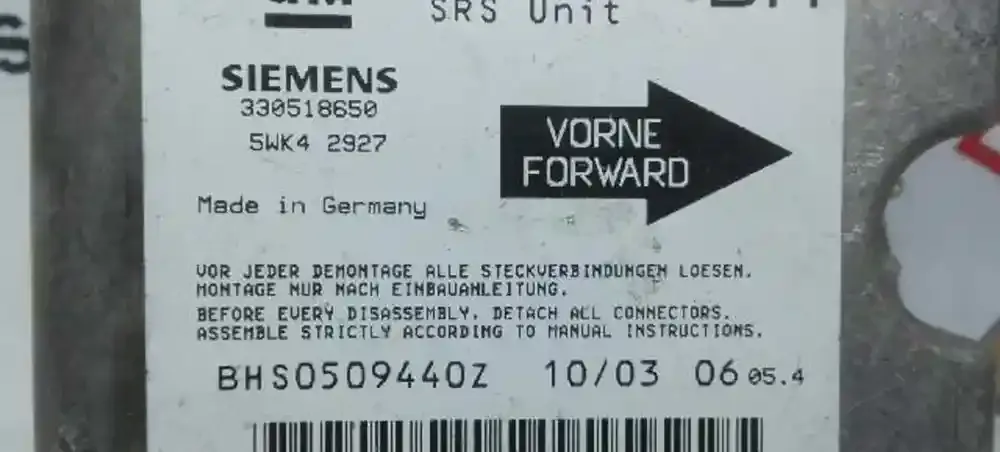 SRS Unit
SIEMENS
330518650
5WK4 2927
VORNE
FORWARD
Made in Germany
VOR JEDER DEMONTAGE ALLE STECKVERBINDUNGEN LOESEN.
MONTAGE NUR NACH EINBAUANLEITUNG.
BEFORE EVERY DISASSEMBLY, DETACH ALL CONNECTORS.
ASSEMBLE STRICTLY ACCORDING TO MANUAL INSTRUCTIONS.
BHS0509440Z 10/03 06 05.4